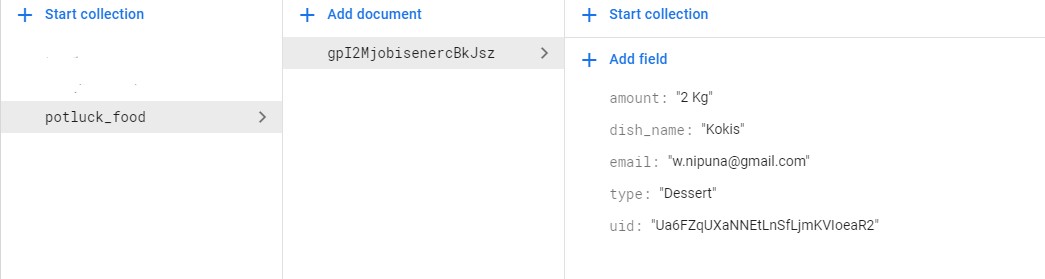 Start collection
potluck_food
Add document
gpI2MjobisenercBkJsz
Start collection
Add field
amount: "2 Kg"
dish_name: "Kokis"
email: "w.nipuna@gmail.com"
type: "Dessert"
uid: "Ua6FZqUXaNNEtLnSfLjmKVIoeaR2"